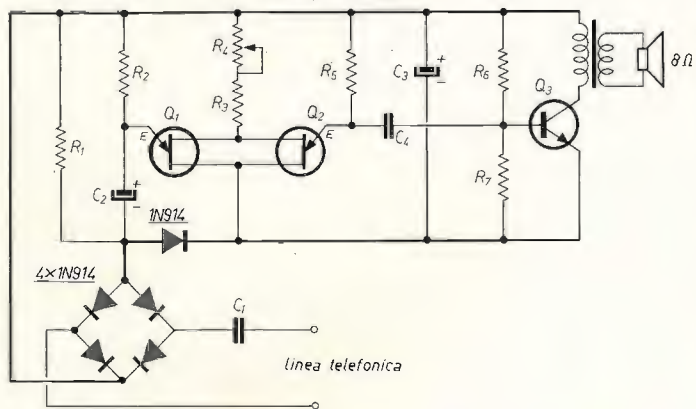 R1
R2
R4
R3
Q1
E
Q2
E
R5
C3
+
-
C4
R6
R7
Q3
8Ω
C2
+
-
1N914
4×1N914
C1
linea telefonica